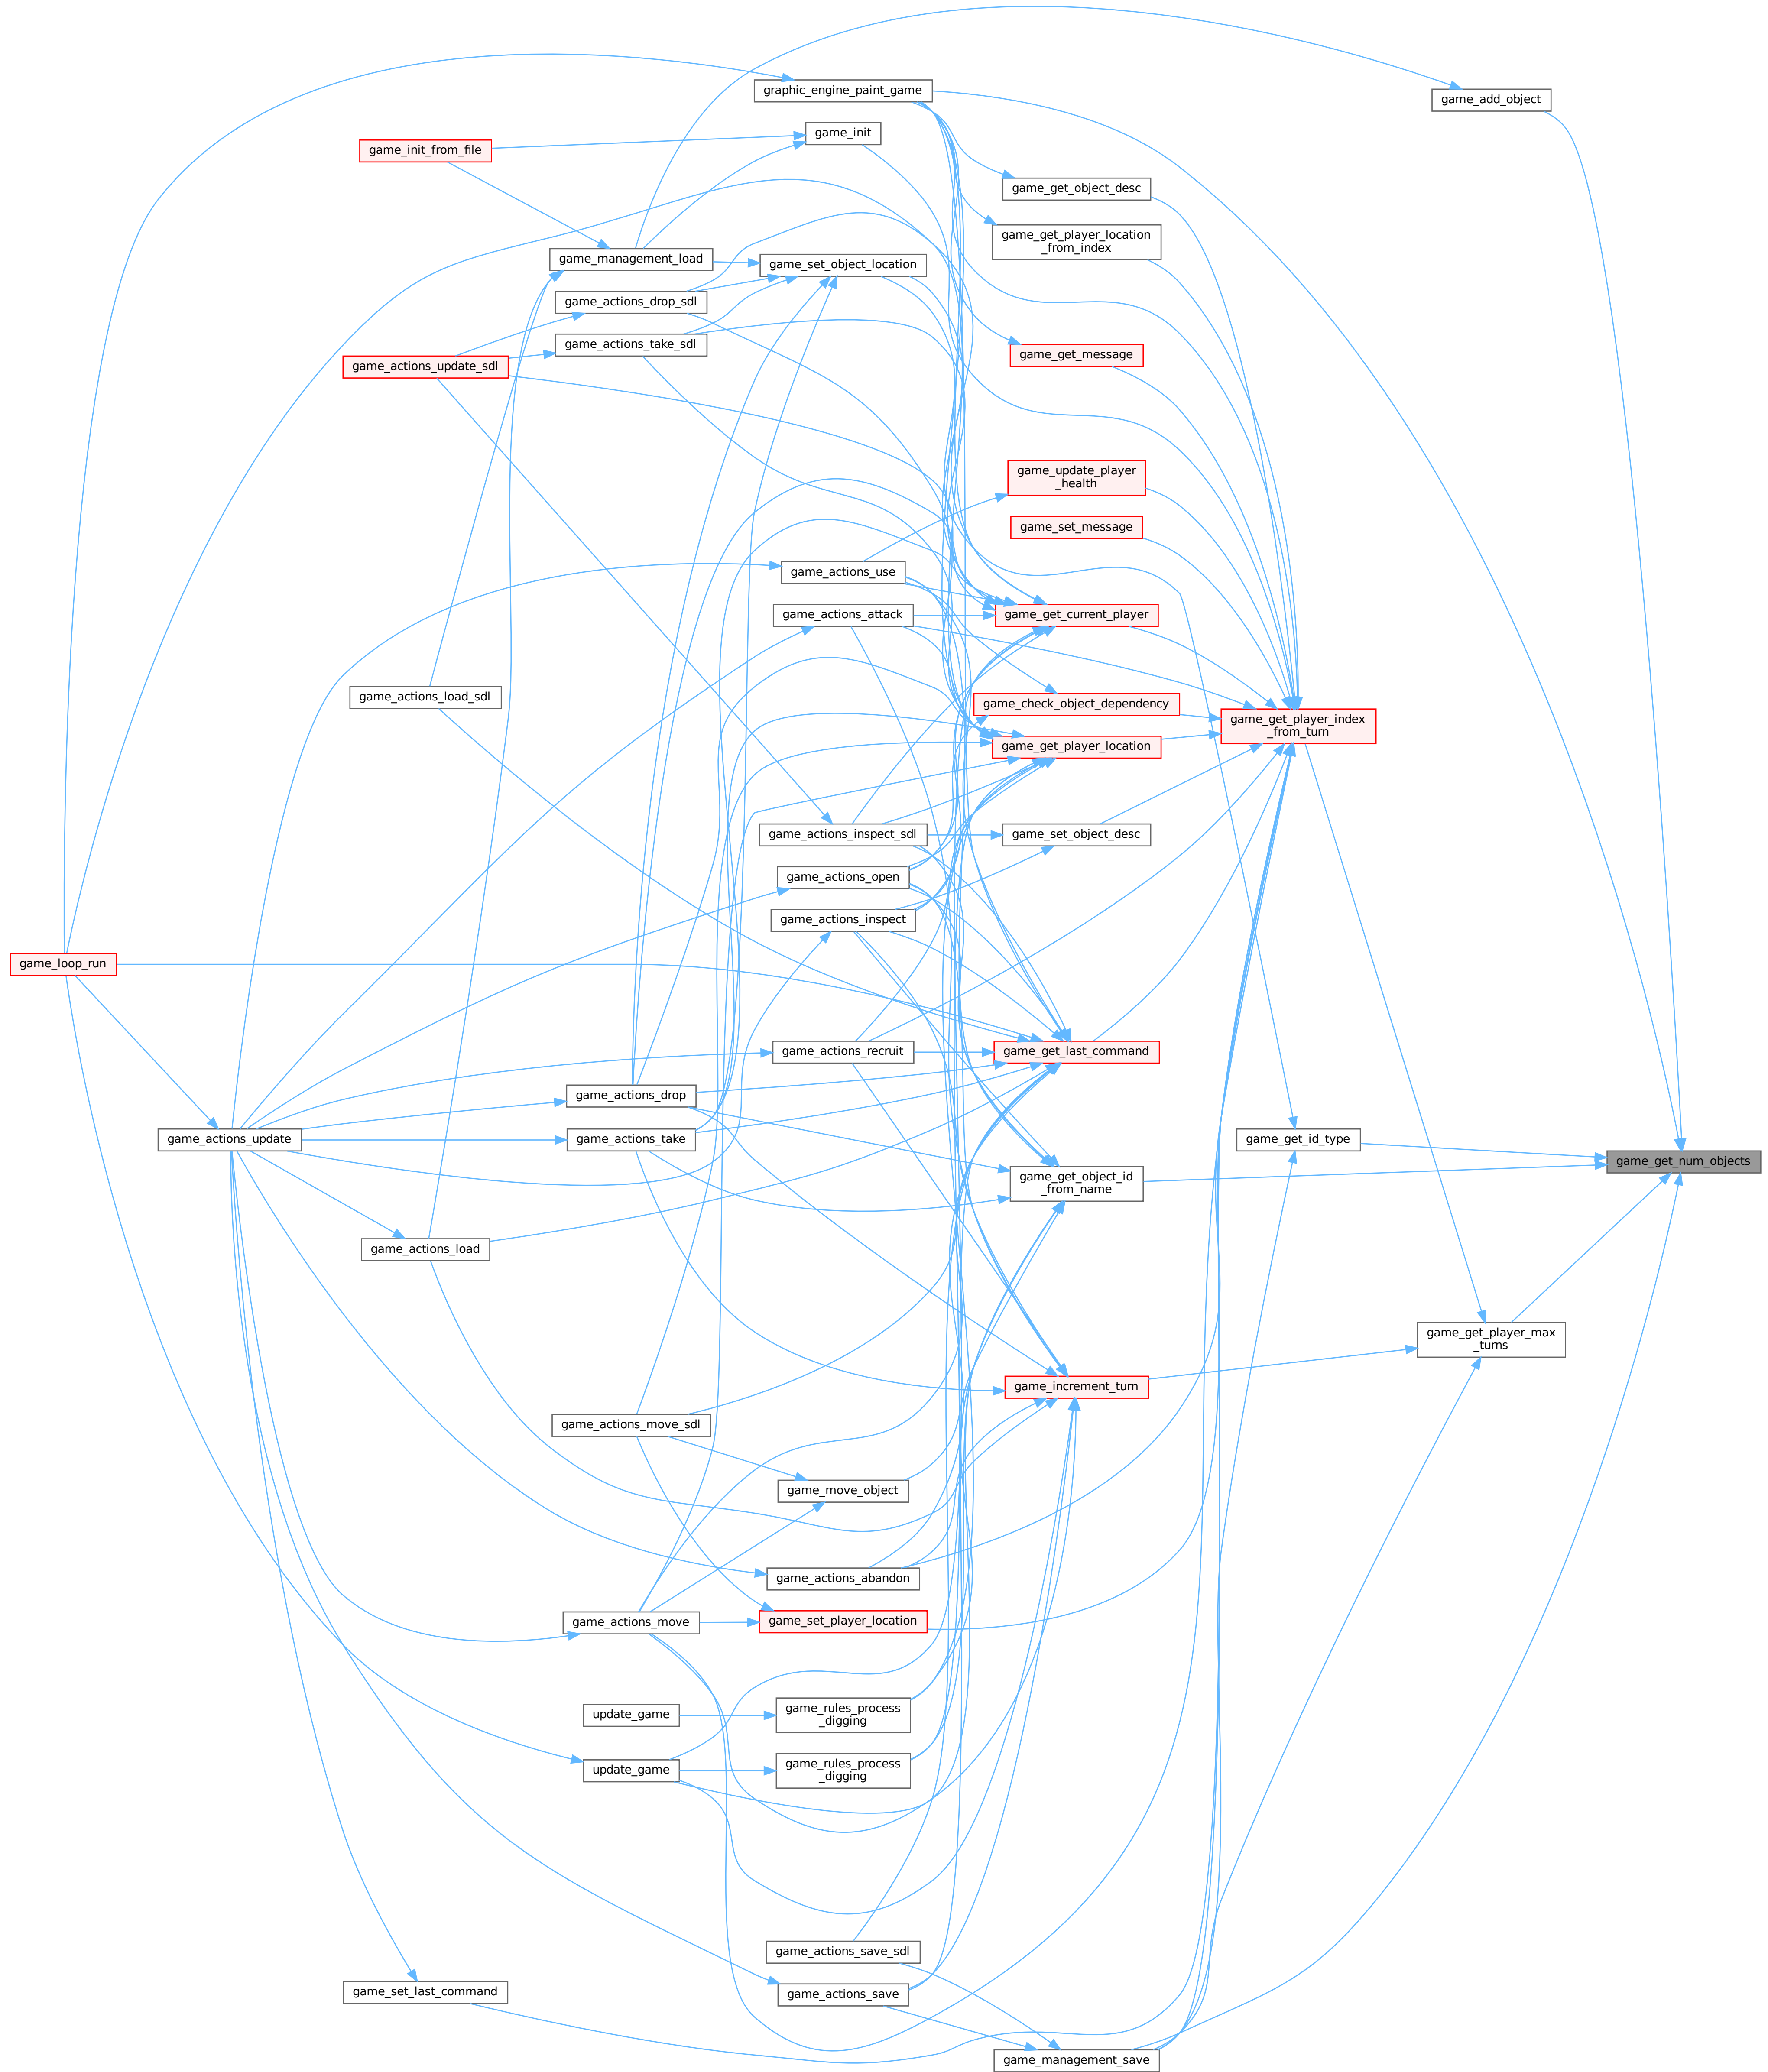 graphic_engine_paint_game
game_add_object
game_init
game_init_from_file
game_get_object_desc
game_get_player_location
_from_index
game_management_load
game_set_object_location
game_actions_drop_sdl
game_actions_take_sdl
game_get_message
game_actions_update_sdl
game_update_player
_health
game_set_message
game_actions_use
game_actions_attack
game_get_current_player
game_actions_load_sdl
game_check_object_dependency
game_get_player_index
_from_turn
game_get_player_location
game_actions_inspect_sdl
game_set_object_desc
game_actions_open
game_actions_inspect
game_loop_run
game_actions_recruit
game_get_last_command
game_actions_drop
game_actions_update
game_actions_take
game_get_id_type
game_get_num_objects
game_get_object_id
_from_name
game_actions_load
game_get_player_max
_turns
game_increment_turn
game_actions_move_sdl
game_move_object
game_actions_abandon
game_actions_move
game_set_player_location
update_game
game_rules_process
_digging
update_game
game_rules_process
_digging
game_actions_save_sdl
game_set_last_command
game_actions_save
game_management_save